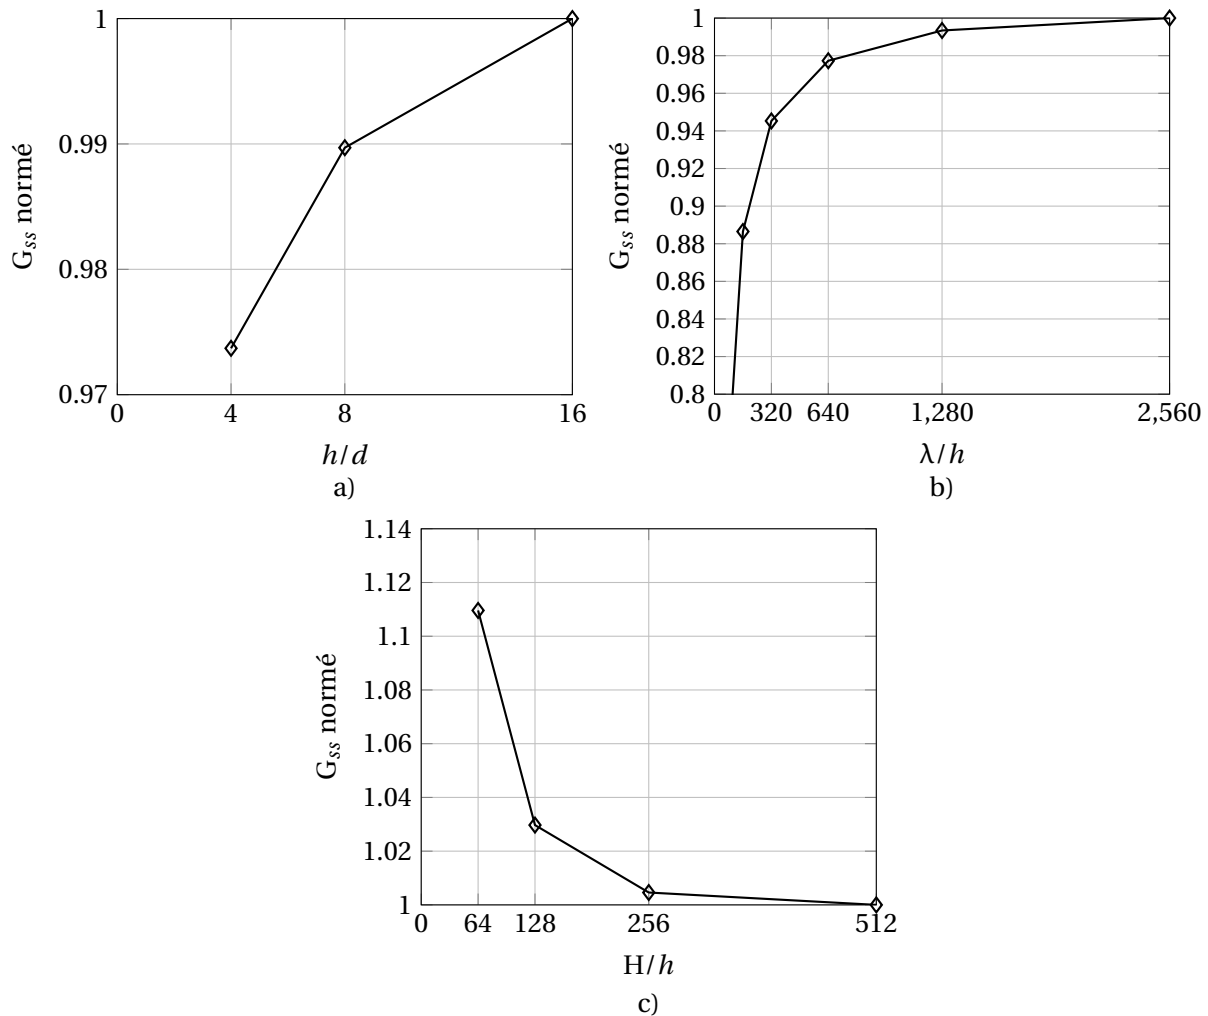 1
0.99
0.98
0.97
G_ss normé
0 4 8 16
h/d
a)
1
0.98
0.96
0.94
0.92
0.9
0.88
0.86
0.84
0.82
0.8
G_ss normé
0 320 640 1,280 2,560
λ/h
b)
1.14
1.12
1.1
1.08
1.06
1.04
1.02
1
G_ss normé
0 64 128 256 512
H/h
c)